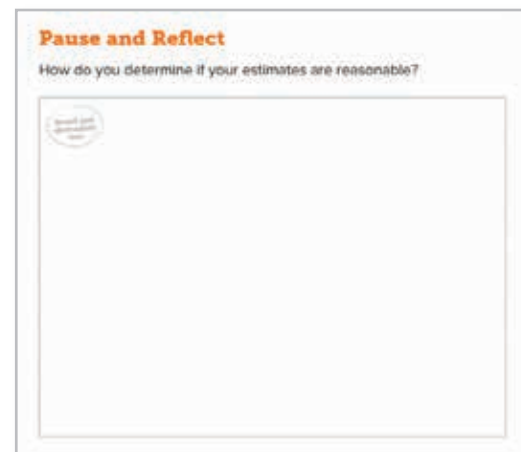 Pause and Reflect
How do you determine if your estimates are reasonable?